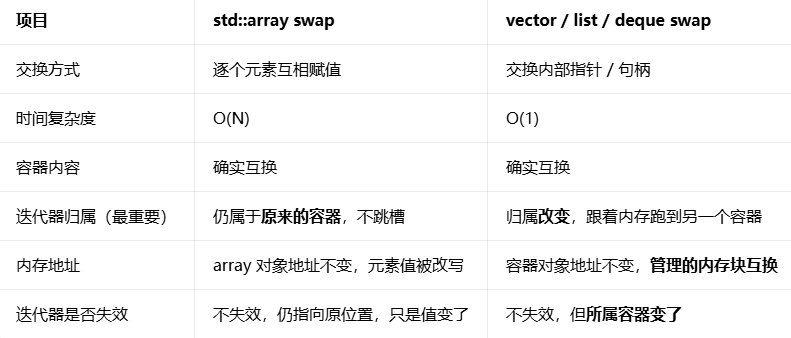 项目 std::array swap vector / list / deque swap
交换方式 逐个元素互相赋值 交换内部指针 / 句柄
时间复杂度 O(N) O(1)
容器内容 确实互换 确实互换
迭代器归属（最重要） 仍属于原来的容器，不跳槽 归属改变，跟着内存跑到另一个容器
内存地址 array 对象地址不变，元素值被改写 容器对象地址不变，管理的内存块互换
迭代器是否失效 不失效，仍指向原位置，只是值变了 不失效，但所属容器变了